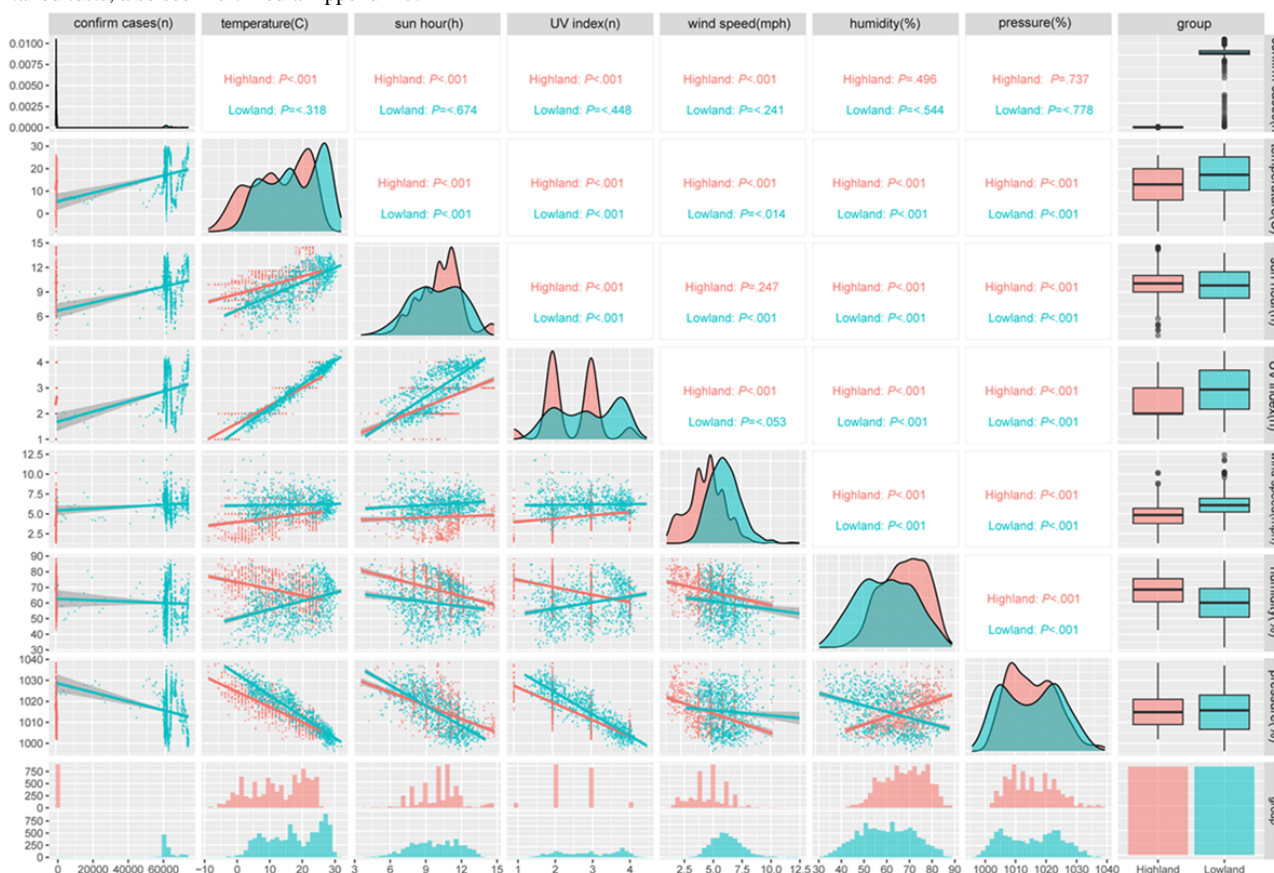 confirm cases(n) temperature(C) sun hour(h) UV index(n) wind speed(mph) humidity(%) pressure(%) group
0.0100
0.0075
0.0050
0.0025
0.0000
Highland: P<.001 Highland: P<.001 Highland: P<.001 Highland: P<.001 Highland: P=.496 Highland: P=.737
Lowland: P=<.318 Lowland: P=<.674 Lowland: P=<.448 Lowland: P=<.241 Lowland: P=<.544 Lowland: P=<.778
30
20
10
0
Highland: P<.001 Highland: P<.001 Highland: P<.001 Highland: P<.001 Highland: P<.001
Lowland: P<.001 Lowland: P<.001 Lowland: P=<.014 Lowland: P<.001 Lowland: P<.001
15
12
9
6
Highland: P<.001 Highland: P=.247 Highland: P<.001 Highland: P<.001
Lowland: P<.001 Lowland: P<.001 Lowland: P<.001 Lowland: P<.001
4
3
2
1
Highland: P<.001 Highland: P<.001 Highland: P<.001
Lowland: P=<.053 Lowland: P<.001 Lowland: P<.001
12.5
10.0
7.5
5.0
2.5
Highland: P<.001 Highland: P<.001
Lowland: P<.001 Lowland: P<.001
90
80
70
60
50
40
30
Highland: P<.001
Lowland: P<.001
1040
1030
1020
1010
1000
750
500
250
0
750
500
250
0
group
0 20000 40000 60000 −10 0 10 20 30 3 6 9 12 15 1 2 3 4 2.5 5.0 7.5 10.0 12.5 30 40 50 60 70 80 90 1000 1010 1020 1030 1040 Highland Lowland